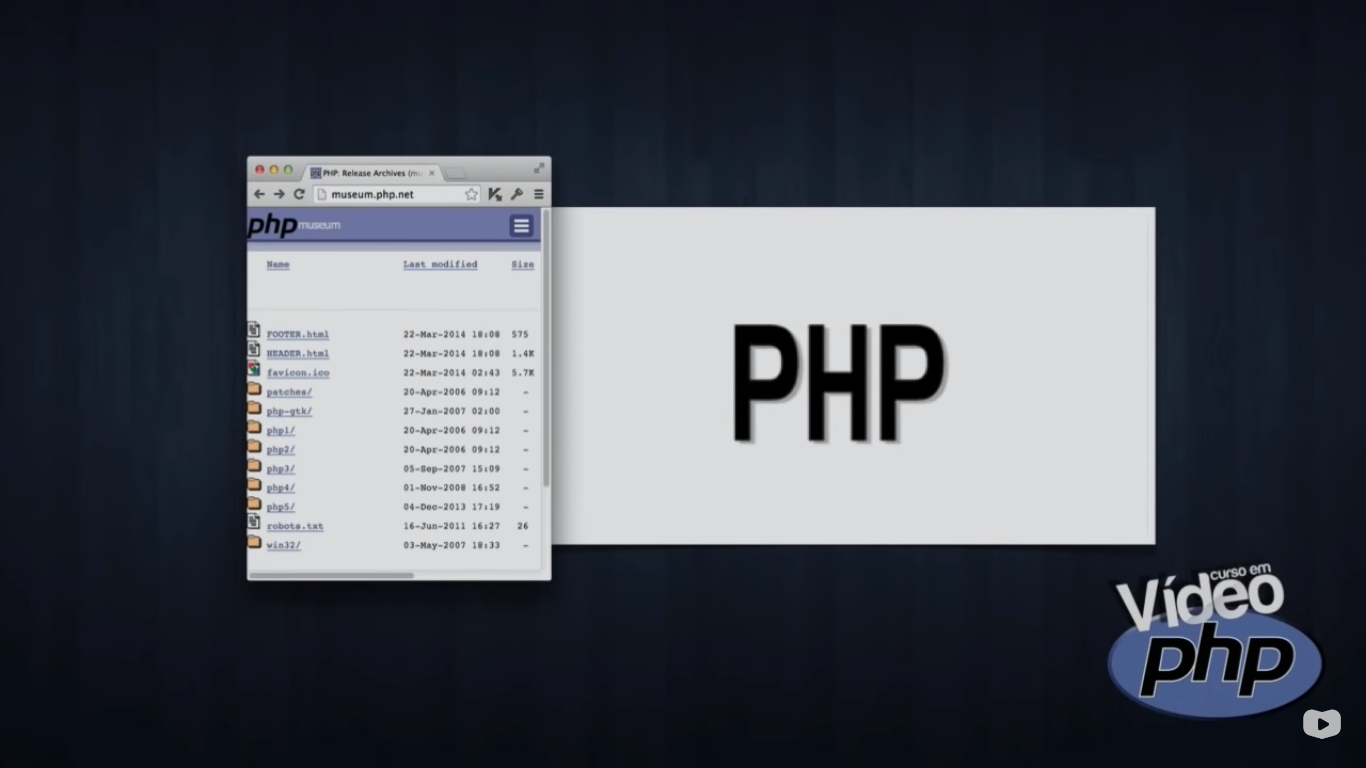 PHP: Release Archives (mu
museum.php.net
php museum
Name Last modified Size
FOOTER.html 22-Mar-2014 18:08 575
HEADER.html 22-Mar-2014 18:08 1.4K
favicon.ico 22-Mar-2014 02:43 5.7K
patches/ 20-Apr-2006 09:12 -
php-gtk/ 27-Jan-2007 02:00 -
php1/ 20-Apr-2006 09:12 -
php2/ 20-Apr-2006 09:12 -
php3/ 05-Sep-2007 15:09 -
php4/ 01-Nov-2008 16:52 -
php5/ 04-Dec-2013 17:19 -
robots.txt 16-Jun-2011 16:27 26
win32/ 03-May-2007 18:33 -
PHP
curso em
Vídeo
php